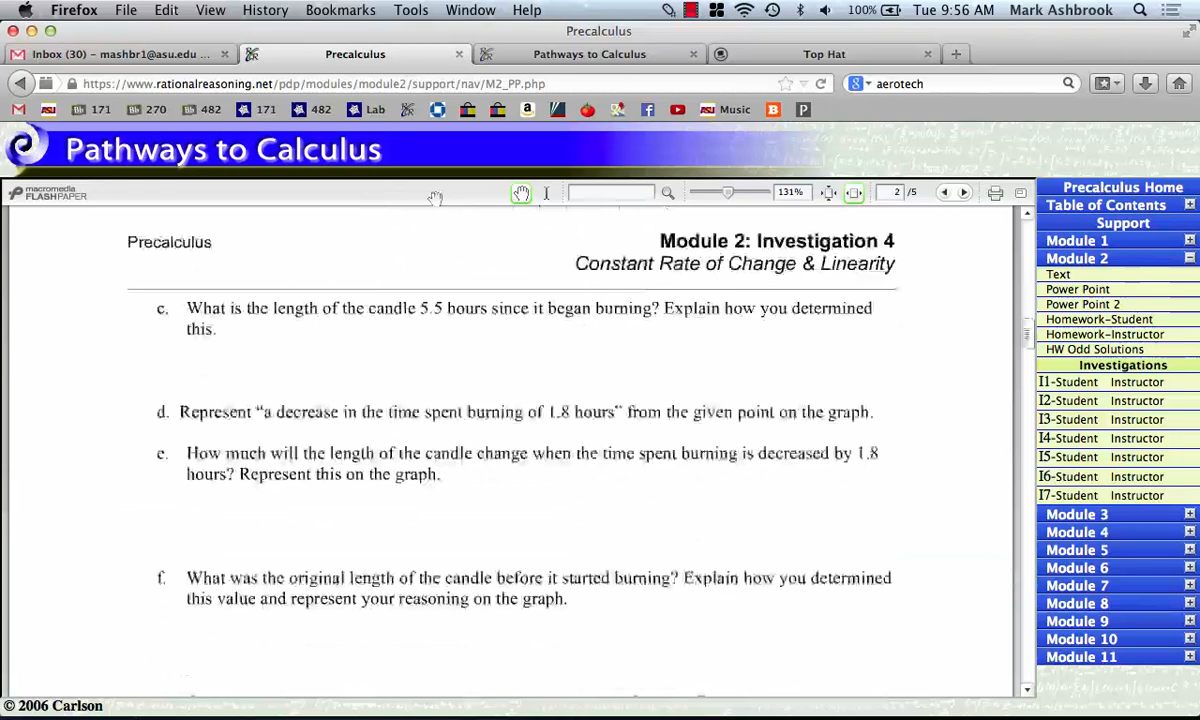 Firefox File Edit View History Bookmarks Tools Window Help 100% Tue 9:56 AM Mark Ashbrook
Precalculus
Inbox (30) – mashbr1@asu.edu ... × Precalculus × Pathways to Calculus × Top Hat × +
https://www.rationalreasoning.net/pdp/modules/module2/support/nav/M2_PP.php aerotech
171 270 482 171 482 Lab Music
Pathways to Calculus
macromedia FLASHPAPER 131% 2 /5
Precalculus
Module 2: Investigation 4
Constant Rate of Change & Linearity
c. What is the length of the candle 5.5 hours since it began burning? Explain how you determined
this.
d. Represent “a decrease in the time spent burning of 1.8 hours” from the given point on the graph.
e. How much will the length of the candle change when the time spent burning is decreased by 1.8
hours? Represent this on the graph.
f. What was the original length of the candle before it started burning? Explain how you determined
this value and represent your reasoning on the graph.
Precalculus Home
Table of Contents
Support
Module 1
Module 2
Text
Power Point
Power Point 2
Homework-Student
Homework-Instructor
HW Odd Solutions
Investigations
I1-Student Instructor
I2-Student Instructor
I3-Student Instructor
I4-Student Instructor
I5-Student Instructor
I6-Student Instructor
I7-Student Instructor
Module 3
Module 4
Module 5
Module 6
Module 7
Module 8
Module 9
Module 10
Module 11
© 2006 Carlson